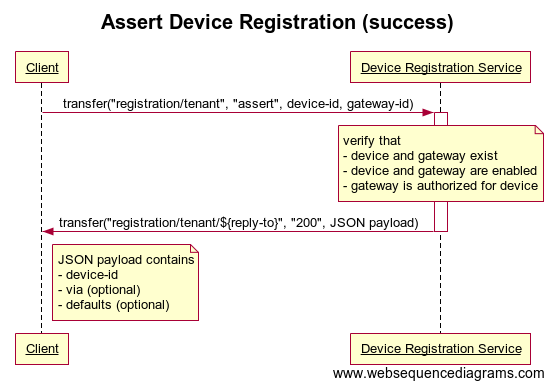 Assert Device Registration (success)
Client
Device Registration Service
transfer("registration/tenant", "assert", device-id, gateway-id)
verify that
- device and gateway exist
- device and gateway are enabled
- gateway is authorized for device
transfer("registration/tenant/${reply-to}", "200", JSON payload)
JSON payload contains
- device-id
- via (optional)
- defaults (optional)
Client
Device Registration Service
www.websequencediagrams.com